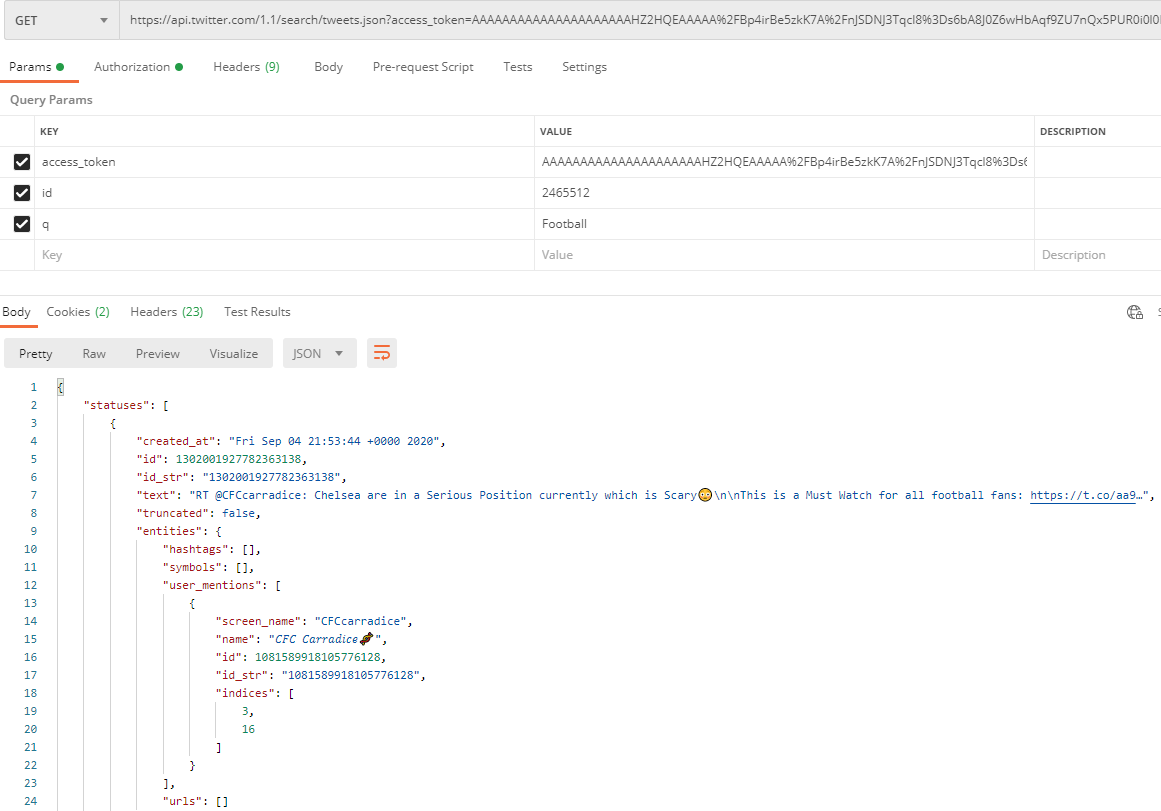 GET https://api.twitter.com/1.1/search/tweets.json?access_token=AAAAAAAAAAAAAAAAAAAAAHZ2HQEAAAAA%2FBp4irBe5zkK7A%2FnJSDNJ3Tqcl8%3Ds6bA8J0Z6wHbAqf9ZU7nQx5PUR0i0l0
Params Authorization Headers (9) Body Pre-request Script Tests Settings
Query Params
KEY VALUE DESCRIPTION
access_token AAAAAAAAAAAAAAAAAAAAAHZ2HQEAAAAA%2FBp4irBe5zkK7A%2FnJSDNJ3Tqcl8%3Ds6
id 2465512
q Football
Key Value Description
Body Cookies (2) Headers (23) Test Results
Pretty Raw Preview Visualize JSON
1 {
2 "statuses": [
3 {
4 "created_at": "Fri Sep 04 21:53:44 +0000 2020",
5 "id": 1302001927782363138,
6 "id_str": "1302001927782363138",
7 "text": "RT @CFCcarradice: Chelsea are in a Serious Position currently which is Scary😳\n\nThis is a Must Watch for all football fans: https://t.co/aa9…",
8 "truncated": false,
9 "entities": {
10 "hashtags": [],
11 "symbols": [],
12 "user_mentions": [
13 {
14 "screen_name": "CFCcarradice",
15 "name": "CFC Carradice🍬",
16 "id": 1081589918105776128,
17 "id_str": "1081589918105776128",
18 "indices": [
19 3,
20 16
21 ]
22 }
23 ],
24 "urls": []